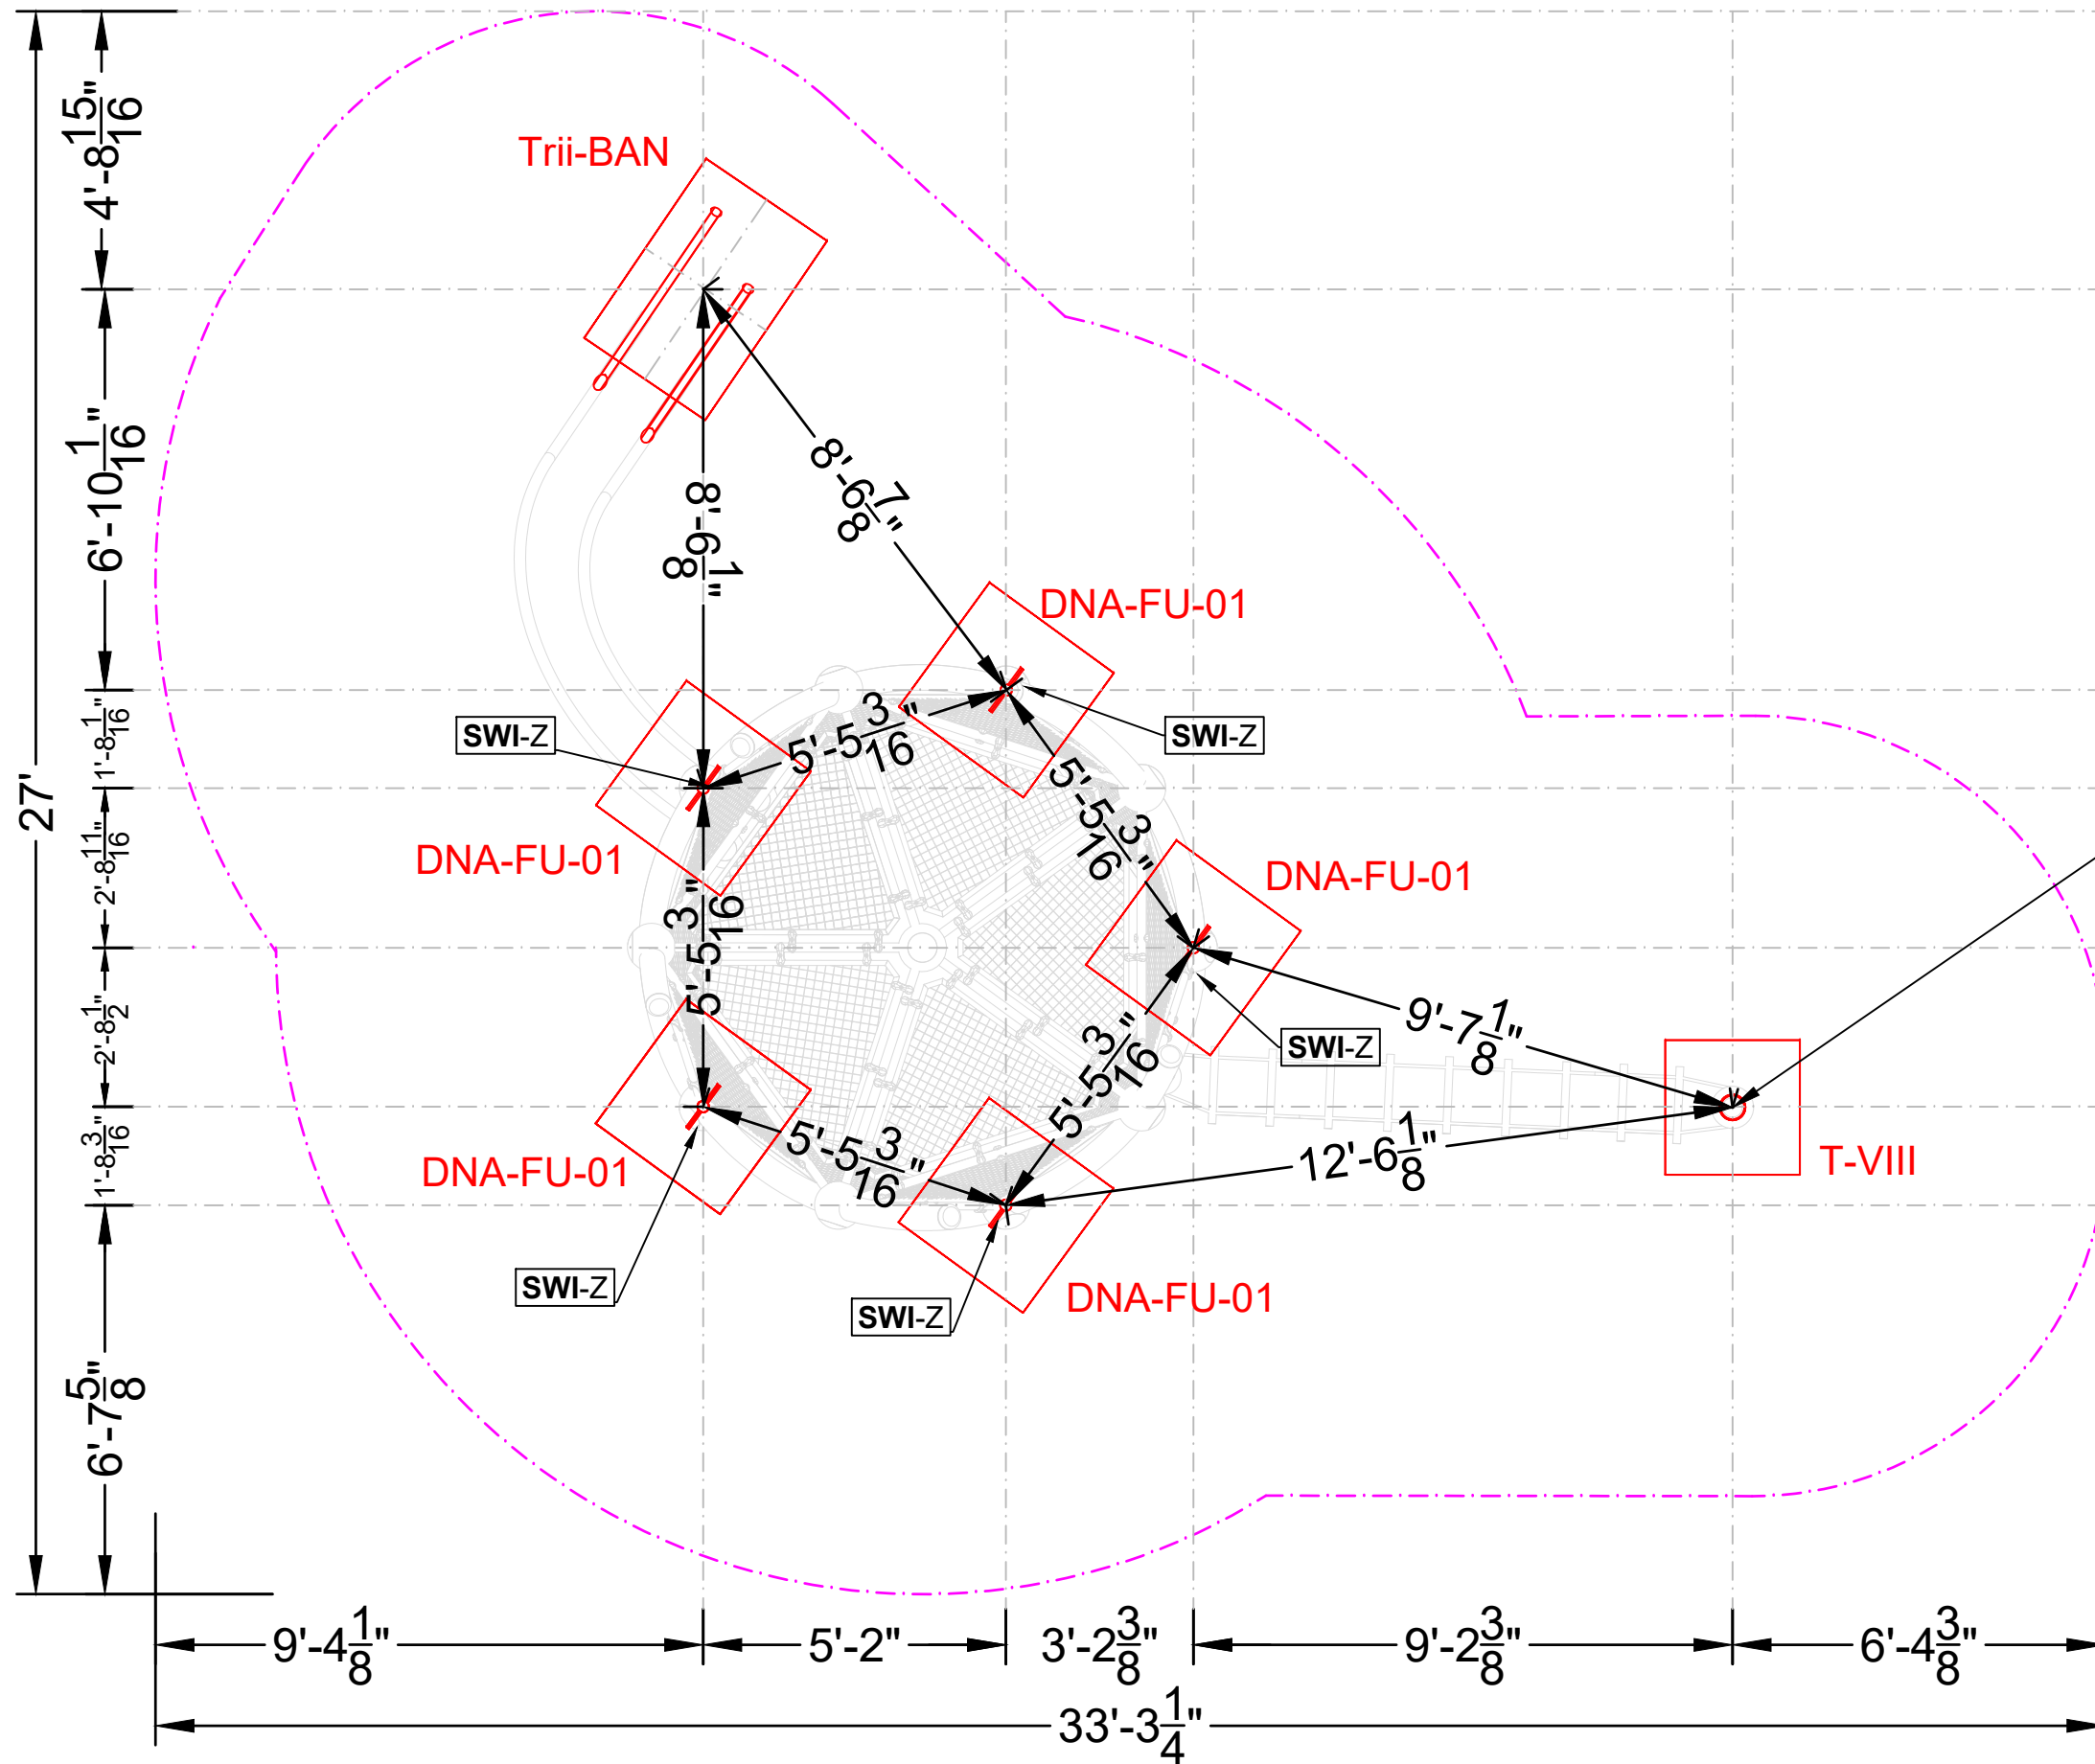 Trii-BAN
4'-8 15/16"
6'-10 1/16"
8'-6 7/8"
8'-6 1/8"
DNA-FU-01
1'-8 1/16"
SWI-Z
SWI-Z
5'-5 3/16"
27'
5'-5 3/16"
2'-8 11/16"
DNA-FU-01
DNA-FU-01
5'-5 3/16"
2'-8 1/2"
9'-7 1/8"
SWI-Z
5'-5 3/16"
1'-8 3/16"
5'-5 3/16"
12'-6 1/8"
T-VIII
DNA-FU-01
SWI-Z
SWI-Z
DNA-FU-01
6'-7 5/8"
9'-4 1/8"
5'-2"
3'-2 3/8"
9'-2 3/8"
6'-4 3/8"
33'-3 1/4"